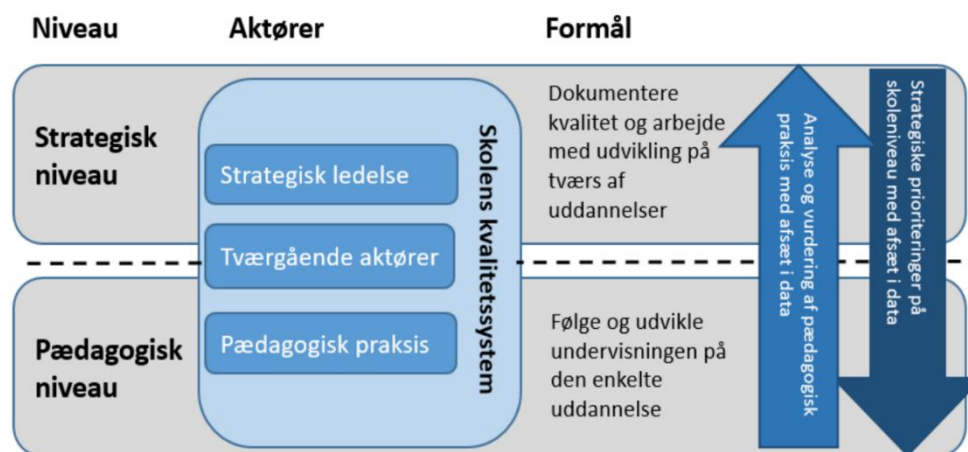 Niveau
Aktører
Formål
Strategisk
niveau
Strategisk ledelse
Tværgående aktører
Pædagogisk praksis
Skolens kvalitetssystem
Dokumentere
kvalitet og arbejde
med udvikling på
tværs af
uddannelser
Pædagogisk
niveau
Følge og udvikle
undervisningen på
den enkelte
uddannelse
Analyse og vurdering af pædagogisk
praksis med afsæt i data
Strategiske prioriteringer på
skoleniveau med afsæt i data